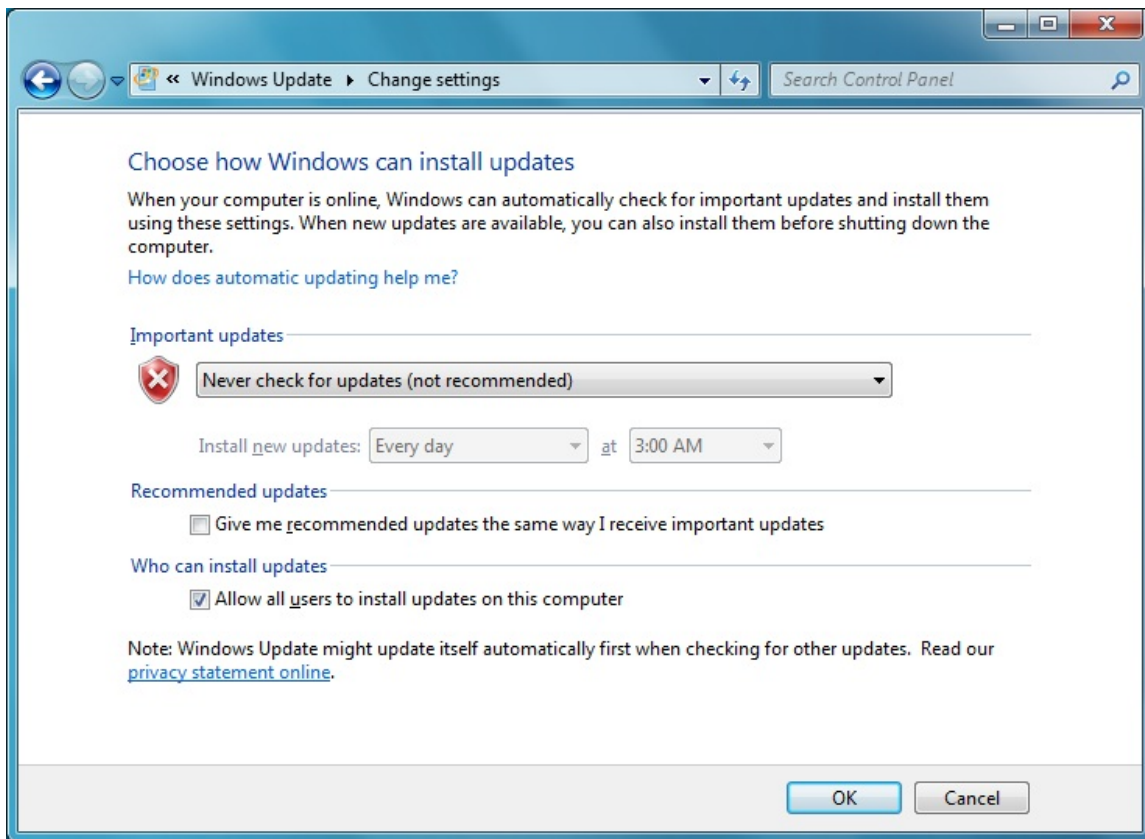 « Windows Update ▸ Change settings
Search Control Panel
Choose how Windows can install updates
When your computer is online, Windows can automatically check for important updates and install them
using these settings. When new updates are available, you can also install them before shutting down the
computer.
How does automatic updating help me?
Important updates
Never check for updates (not recommended)
Install new updates: Every day at 3:00 AM
Recommended updates
Give me recommended updates the same way I receive important updates
Who can install updates
Allow all users to install updates on this computer
Note: Windows Update might update itself automatically first when checking for other updates. Read our
privacy statement online.
OK Cancel